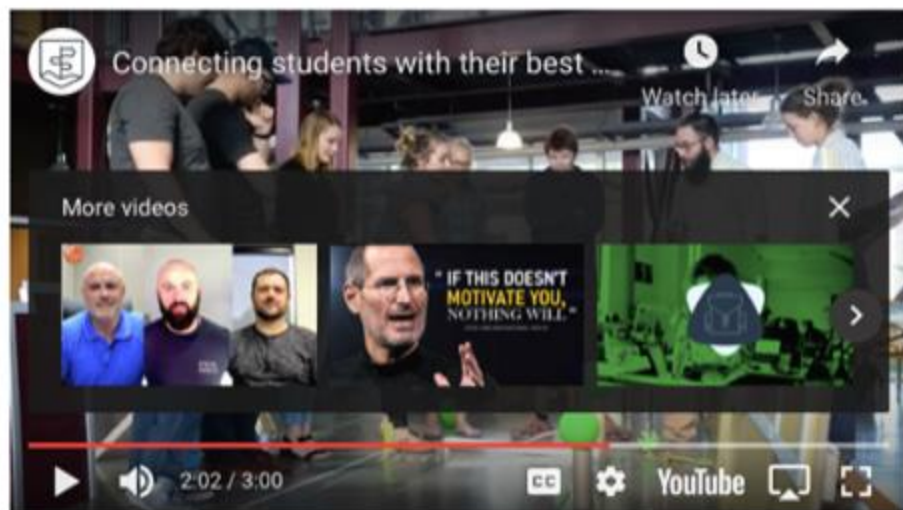 Connecting students with their best ...
Watch later
Share
More videos
" IF THIS DOESN'T
MOTIVATE YOU,
NOTHING WILL "
2:02 / 3:00
CC
YouTube